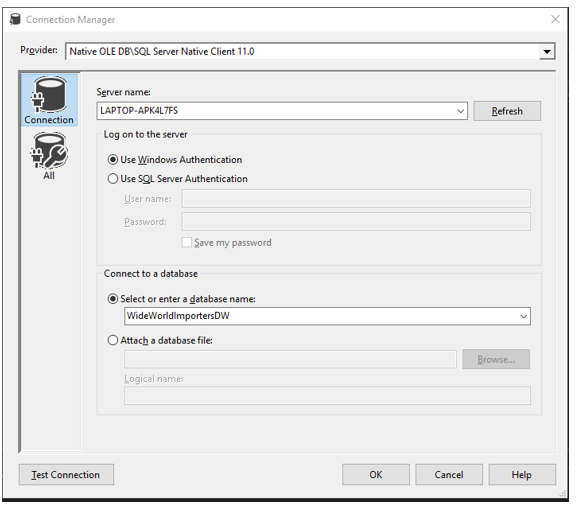 Connection Manager
Provider: Native OLE DB\SQL Server Native Client 11.0
Connection
All
Server name:
LAPTOP-APK4L7FS
Refresh
Log on to the server
Use Windows Authentication
Use SQL Server Authentication
User name:
Password:
Save my password
Connect to a database
Select or enter a database name:
WideWorldImportersDW
Attach a database file:
Browse...
Logical name:
Test Connection
OK
Cancel
Help